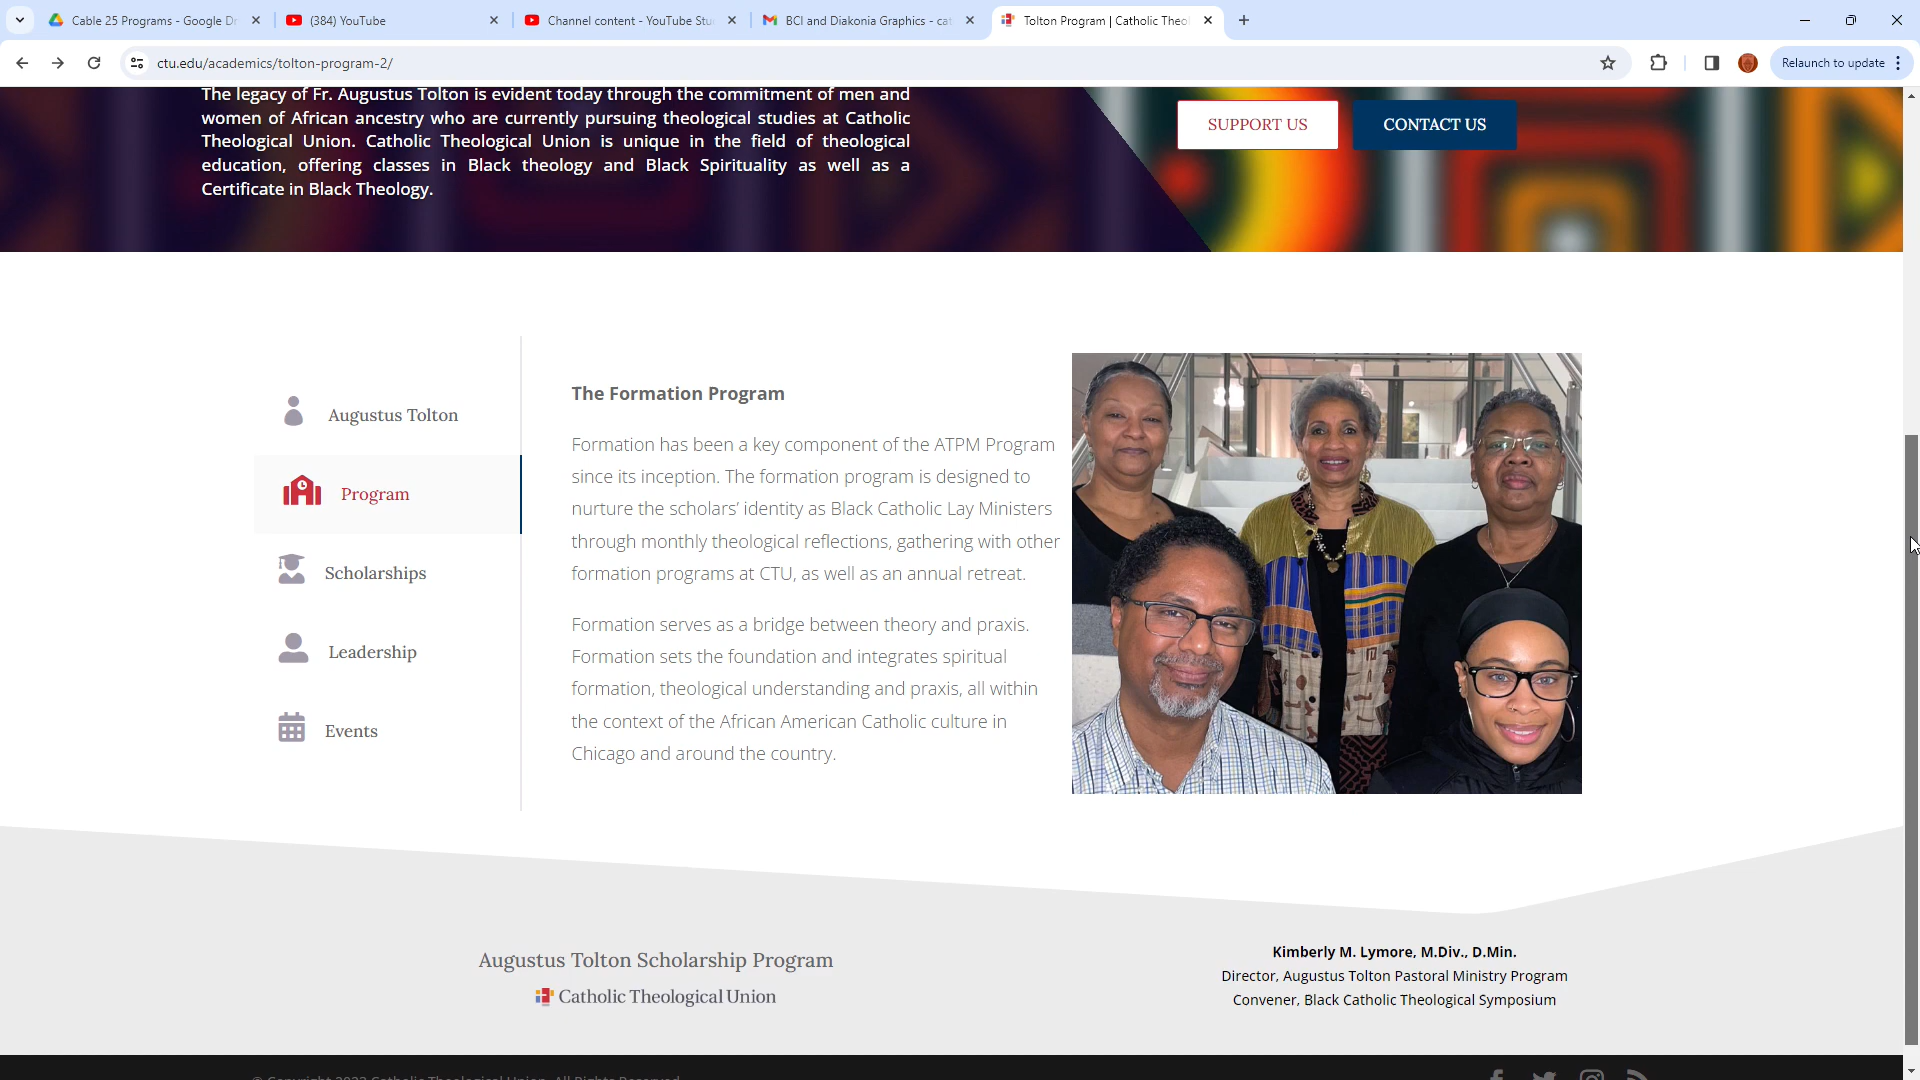 Cable 25 Programs - Google Dr
(384) YouTube
Channel content - YouTube Stu
BCI and Diakonia Graphics - cat
Tolton Program | Catholic Theol
ctu.edu/academics/tolton-program-2/
Relaunch to update
The legacy of Fr. Augustus Tolton is evident today through the commitment of men and
women of African ancestry who are currently pursuing theological studies at Catholic
Theological Union. Catholic Theological Union is unique in the field of theological
education, offering classes in Black theology and Black Spirituality as well as a
Certificate in Black Theology.
SUPPORT US
CONTACT US
Augustus Tolton
Program
Scholarships
Leadership
Events
The Formation Program
Formation has been a key component of the ATPM Program
since its inception. The formation program is designed to
nurture the scholars’ identity as Black Catholic Lay Ministers
through monthly theological reflections, gathering with other
formation programs at CTU, as well as an annual retreat.
Formation serves as a bridge between theory and praxis.
Formation sets the foundation and integrates spiritual
formation, theological understanding and praxis, all within
the context of the African American Catholic culture in
Chicago and around the country.
Augustus Tolton Scholarship Program
Catholic Theological Union
Kimberly M. Lymore, M.Div., D.Min.
Director, Augustus Tolton Pastoral Ministry Program
Convener, Black Catholic Theological Symposium
© Copyright 2023 Catholic Theological Union. All Rights Reserved